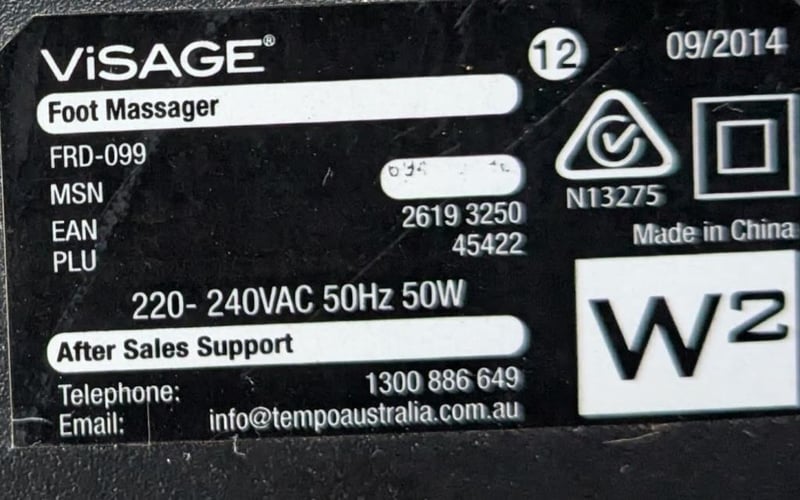 ViSAGE®
12
09/2014
Foot Massager
FRD-099
MSN
EAN 2619 3250
PLU 45422
N13275
Made in China
220- 240VAC 50Hz 50W
W2
After Sales Support
Telephone: 1300 886 649
Email: info@tempoaustralia.com.au